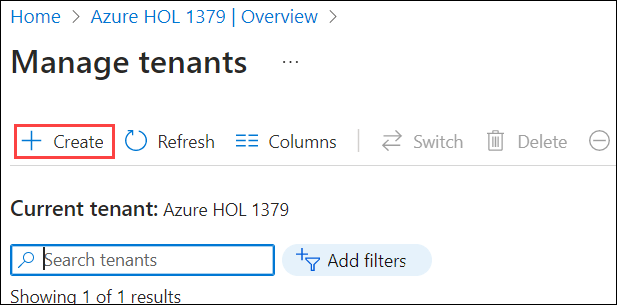 Home > Azure HOL 1379 | Overview >
Manage tenants ...
+ Create Refresh Columns Switch Delete
Current tenant: Azure HOL 1379
Search tenants Add filters
Showing 1 of 1 results